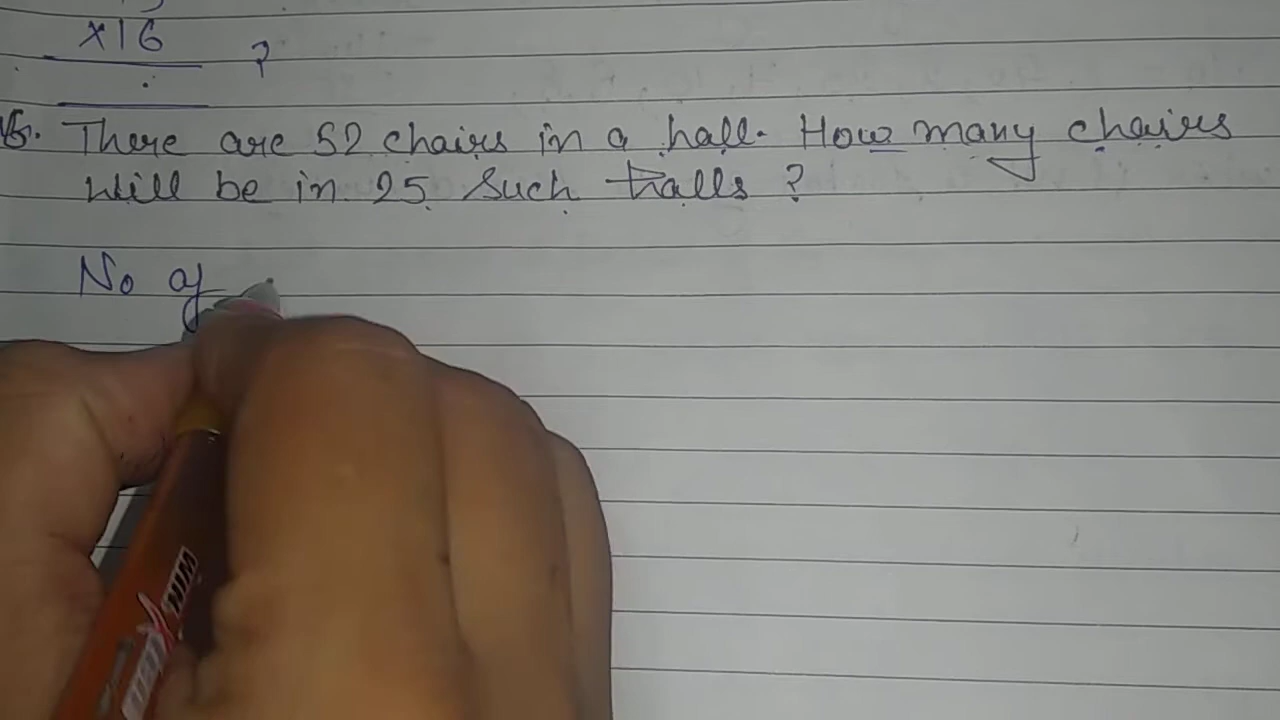 ×16
?
There are 52 chairs in a hall. How many chairs
will be in 25 such halls ?
No of